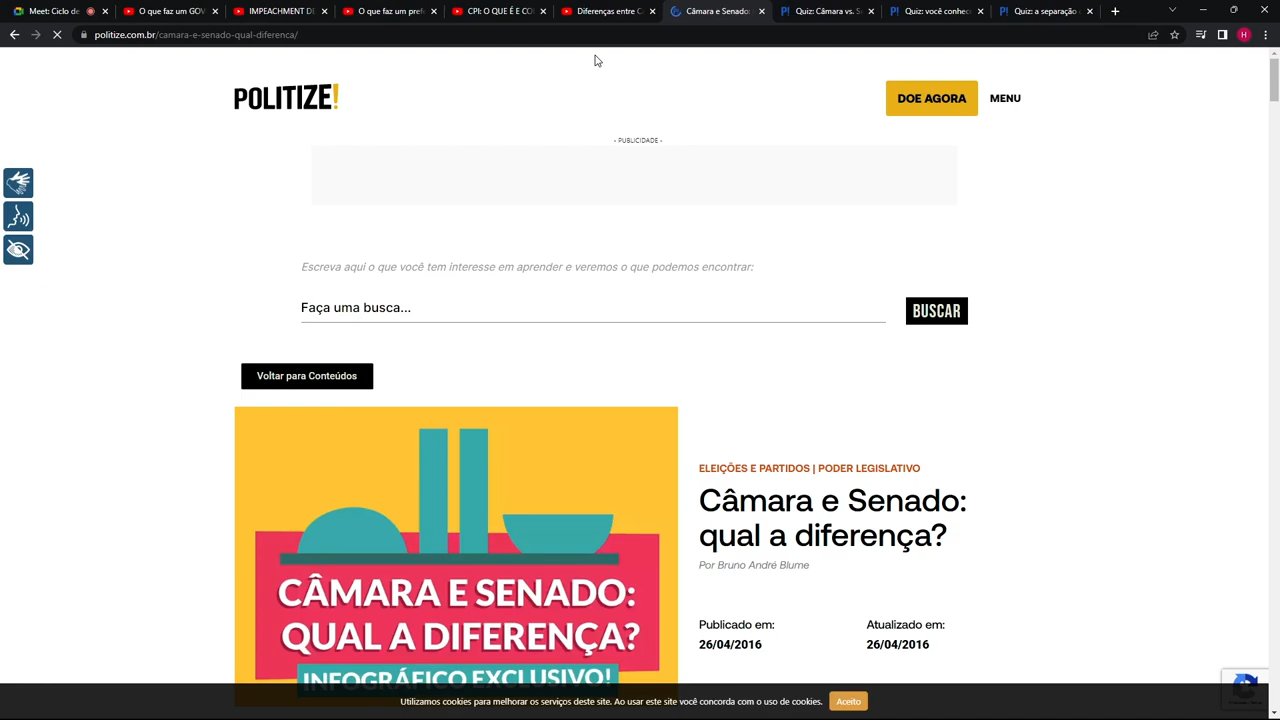 Meet: Ciclo de
O que faz um GOV
IMPEACHMENT DE
O que faz um prefe
CPI: O QUE É E CO
Diferenças entre C
Câmara e Senado:
Quiz: Câmara vs. S
Quiz: você conhec
Quiz: a separação
politize.com.br/camara-e-senado-qual-diferenca/
H
POLITIZE!
DOE AGORA
MENU
- PUBLICIDADE -
Escreva aqui o que você tem interesse em aprender e veremos o que podemos encontrar:
Faça uma busca...
BUSCAR
Voltar para Conteúdos
CÂMARA E SENADO:
QUAL A DIFERENÇA?
INFOGRÁFICO EXCLUSIVO!
ELEIÇÕES E PARTIDOS | PODER LEGISLATIVO
Câmara e Senado:
qual a diferença?
Por Bruno André Blume
Publicado em:
26/04/2016
Atualizado em:
26/04/2016
Utilizamos cookies para melhorar os serviços deste site. Ao usar este site você concorda com o uso de cookies.
Aceito